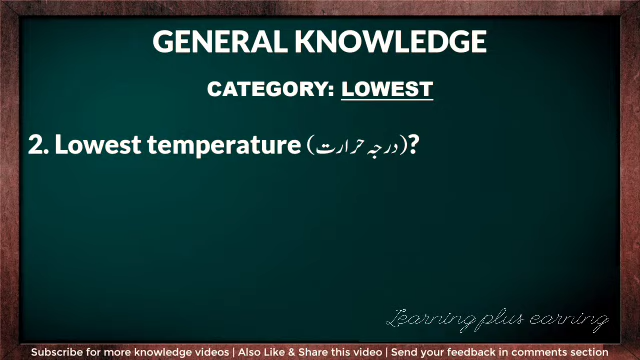 GENERAL KNOWLEDGE
CATEGORY: LOWEST
2. Lowest temperature (درجہ حرارت)?
Learning plus earning
Subscribe for more knowledge videos | Also Like & Share this video | Send your feedback in comments section